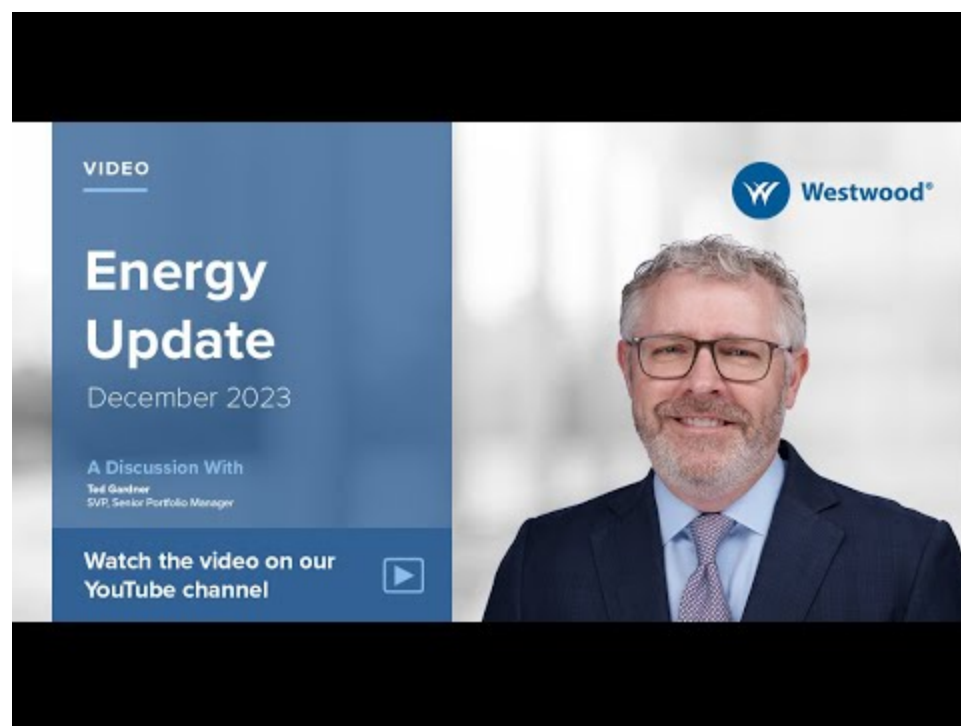 VIDEO
Westwood®
Energy
Update
December 2023
A Discussion With
Ted Gardner
SVP, Senior Portfolio Manager
Watch the video on our
YouTube channel